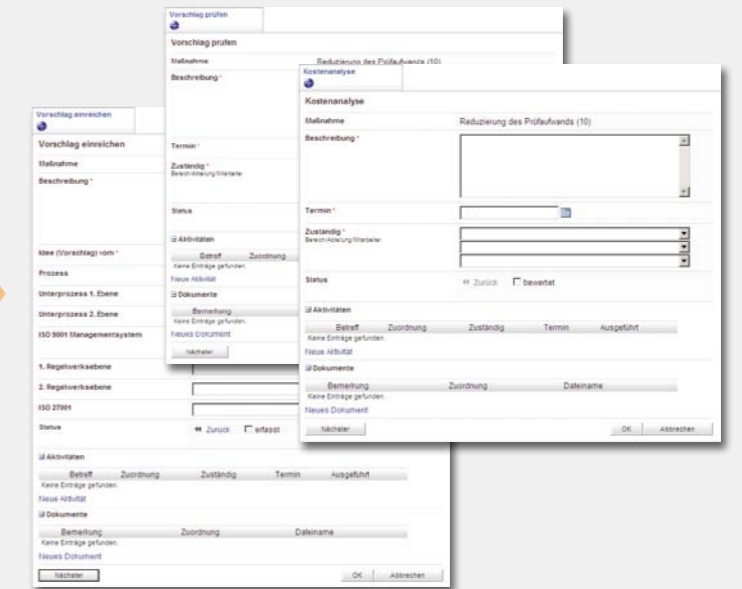 Vorschlag prüfen
Vorschlag prüfen
Maßnahme Reduzierung des Prüfaufwands (10)
Beschreibung *
Termin *
Zuständig *
Bereich/Abteilung/Mitarbeiter
Status
Aktivitäten
Betreff Zuordnung
Keine Einträge gefunden.
Neue Aktivität
Dokumente
Bemerkung
Keine Einträge gefunden.
Neues Dokument
Nächster
Kostenanalyse
Kostenanalyse
Maßnahme Reduzierung des Prüfaufwands (10)
Beschreibung *
Termin *
Zuständig *
Bereich/Abteilung/Mitarbeiter
Status Zurück bewertet
Aktivitäten
Betreff Zuordnung Zuständig Termin Ausgeführt
Keine Einträge gefunden.
Neue Aktivität
Dokumente
Bemerkung Zuordnung Dateiname
Keine Einträge gefunden.
Neues Dokument
Nächster OK Abbrechen
Vorschlag einreichen
Vorschlag einreichen
Maßnahme
Beschreibung *
Idee (Vorschlag) vom *
Prozess
Unterprozess 1. Ebene
Unterprozess 2. Ebene
ISO 9001 Managementsystem
1. Regelwerksebene
2. Regelwerksebene
ISO 27001
Status Zurück erfasst
Aktivitäten
Betreff Zuordnung Zuständig Termin Ausgeführt
Keine Einträge gefunden.
Neue Aktivität
Dokumente
Bemerkung Zuordnung Dateiname
Keine Einträge gefunden.
Neues Dokument
Nächster OK Abbrechen